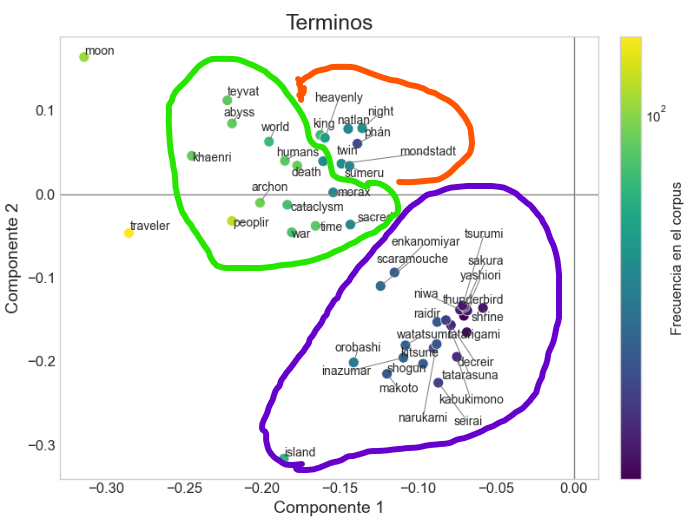 Terminos
moon
teyvat
heavenly
abyss
king
natlan
night
world
phán
khaenri
humans
twin
mondstadt
death
sumeru
archon
morax
cataclysm
traveler
peoplir
war
time
sacred
tsurumi
enkanomiyar
scaramouche
sakura
yashiori
niwa
thunderbird
raidir
shrine
watatsumi
tatarigami
orobashi
kitsune
inazumar
shogun
decreir
tatarasuna
makoto
kabukimono
narukami
seirai
island
0.1
0.0
−0.1
−0.2
−0.3
−0.30
−0.25
−0.20
−0.15
−0.10
−0.05
0.00
Componente 1
Componente 2
10²
Frecuencia en el corpus